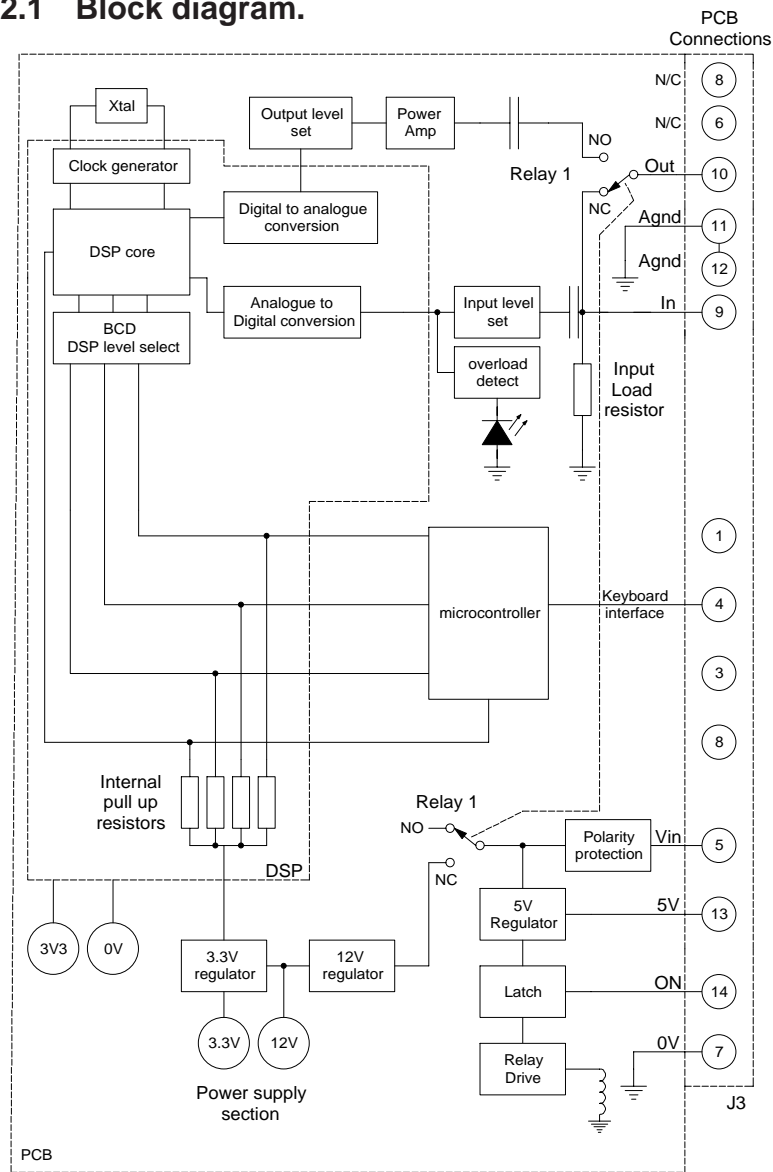 2.1 Block diagram.
PCB
Connections
N/C 8
Xtal
Output level
set
Power
Amp
N/C 6
NO
Clock generator
Relay 1
Out 10
NC
Digital to analogue
conversion
Agnd 11
DSP core
Agnd 12
Analogue to
Digital conversion
Input level
set
In 9
BCD
DSP level select
overload
detect
Input
Load
resistor
1
microcontroller
Keyboard
interface
4
3
8
Internal
pull up
resistors
Relay 1
NO
Polarity
protection
Vin 5
NC
DSP
5V
Regulator
5V 13
3V3
0V
3.3V
regulator
12V
regulator
Latch
ON 14
3.3V
12V
Relay
Drive
0V 7
Power supply
section
J3
PCB